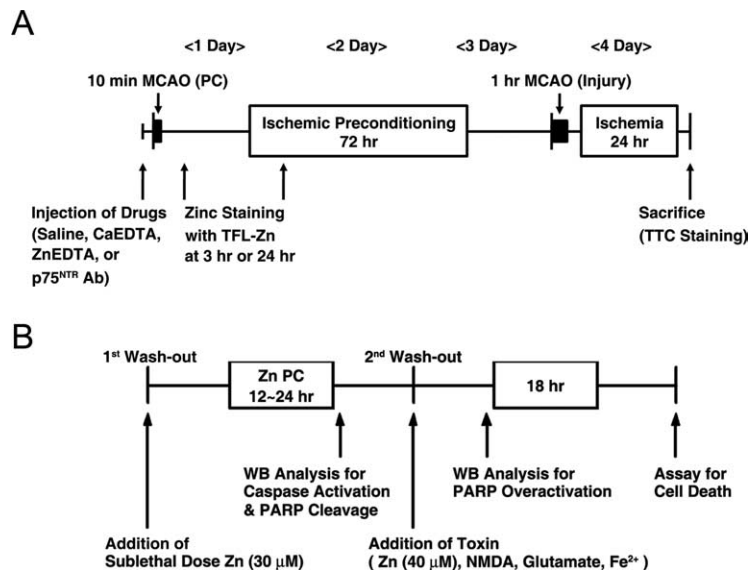 A
<1 Day>
<2 Day>
<3 Day>
<4 Day>
10 min MCAO (PC)
1 hr MCAO (Injury)
Ischemic Preconditioning
72 hr
Ischemia
24 hr
Injection of Drugs
(Saline, CaEDTA,
ZnEDTA, or
p75NTR Ab)
Zinc Staining
with TFL-Zn
at 3 hr or 24 hr
Sacrifice
(TTC Staining)
B
1st Wash-out
2nd Wash-out
Zn PC
12~24 hr
18 hr
WB Analysis for
Caspase Activation
& PARP Cleavage
WB Analysis for
PARP Overactivation
Assay for
Cell Death
Addition of
Sublethal Dose Zn (30 μM)
Addition of Toxin
( Zn (40 μM), NMDA, Glutamate, Fe2+ )